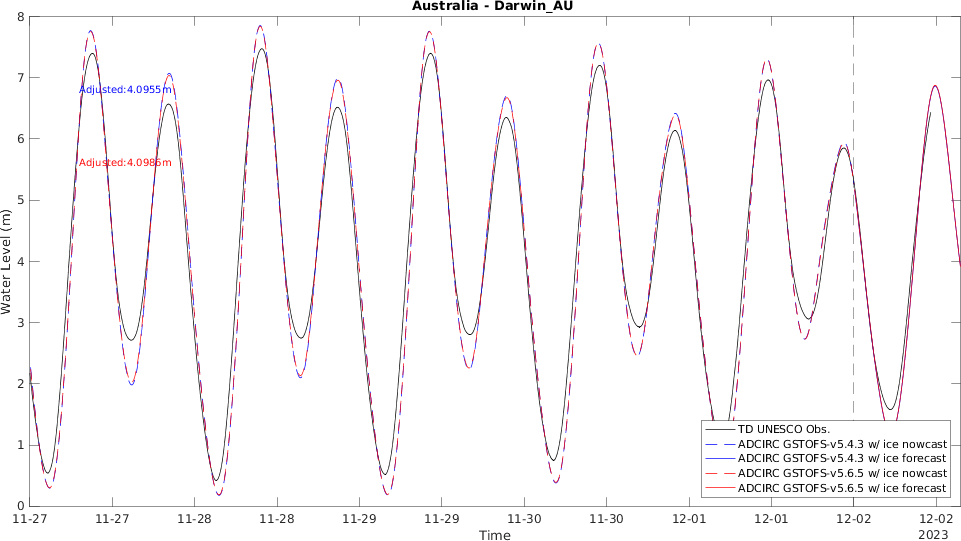 Australia - Darwin_AU
8
7
6
5
4
3
2
1
0
Water Level (m)
Adjusted:4.0955m
Adjusted:4.0986m
TD UNESCO Obs.
ADCIRC GSTOFS-v5.4.3 w/ ice nowcast
ADCIRC GSTOFS-v5.4.3 w/ ice forecast
ADCIRC GSTOFS-v5.6.5 w/ ice nowcast
ADCIRC GSTOFS-v5.6.5 w/ ice forecast
11-27 11-27 11-28 11-28 11-29 11-29 11-30 11-30 12-01 12-01 12-02 12-02
Time
2023